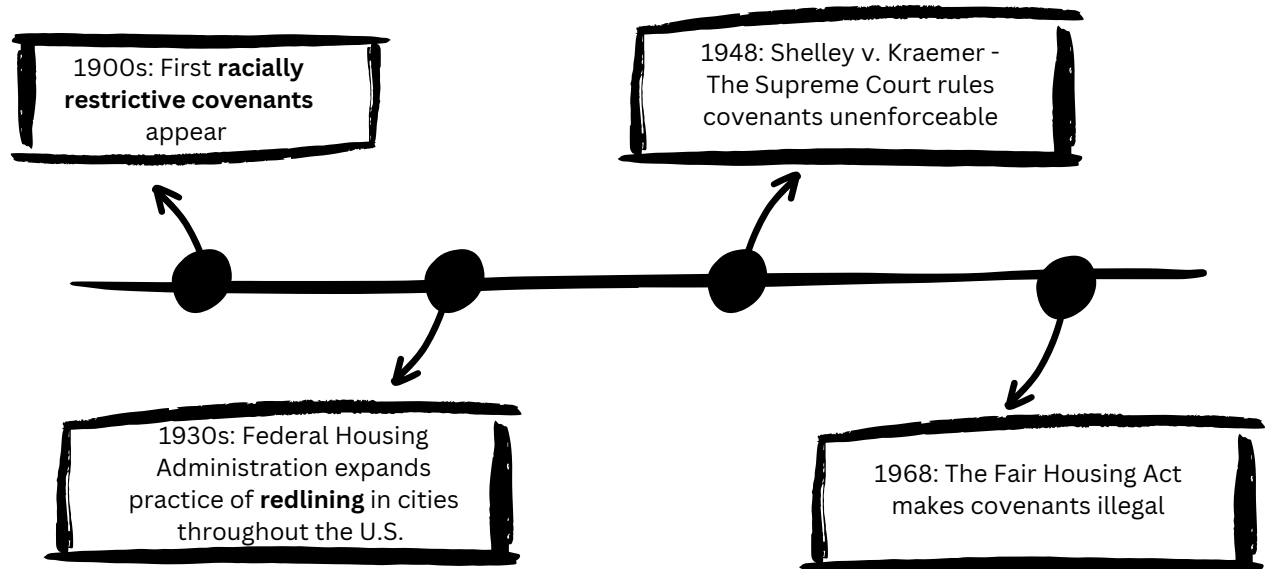 1900s: First racially
restrictive covenants
appear
1930s: Federal Housing
Administration expands
practice of redlining in cities
throughout the U.S.
1948: Shelley v. Kraemer -
The Supreme Court rules
covenants unenforceable
1968: The Fair Housing Act
makes covenants illegal